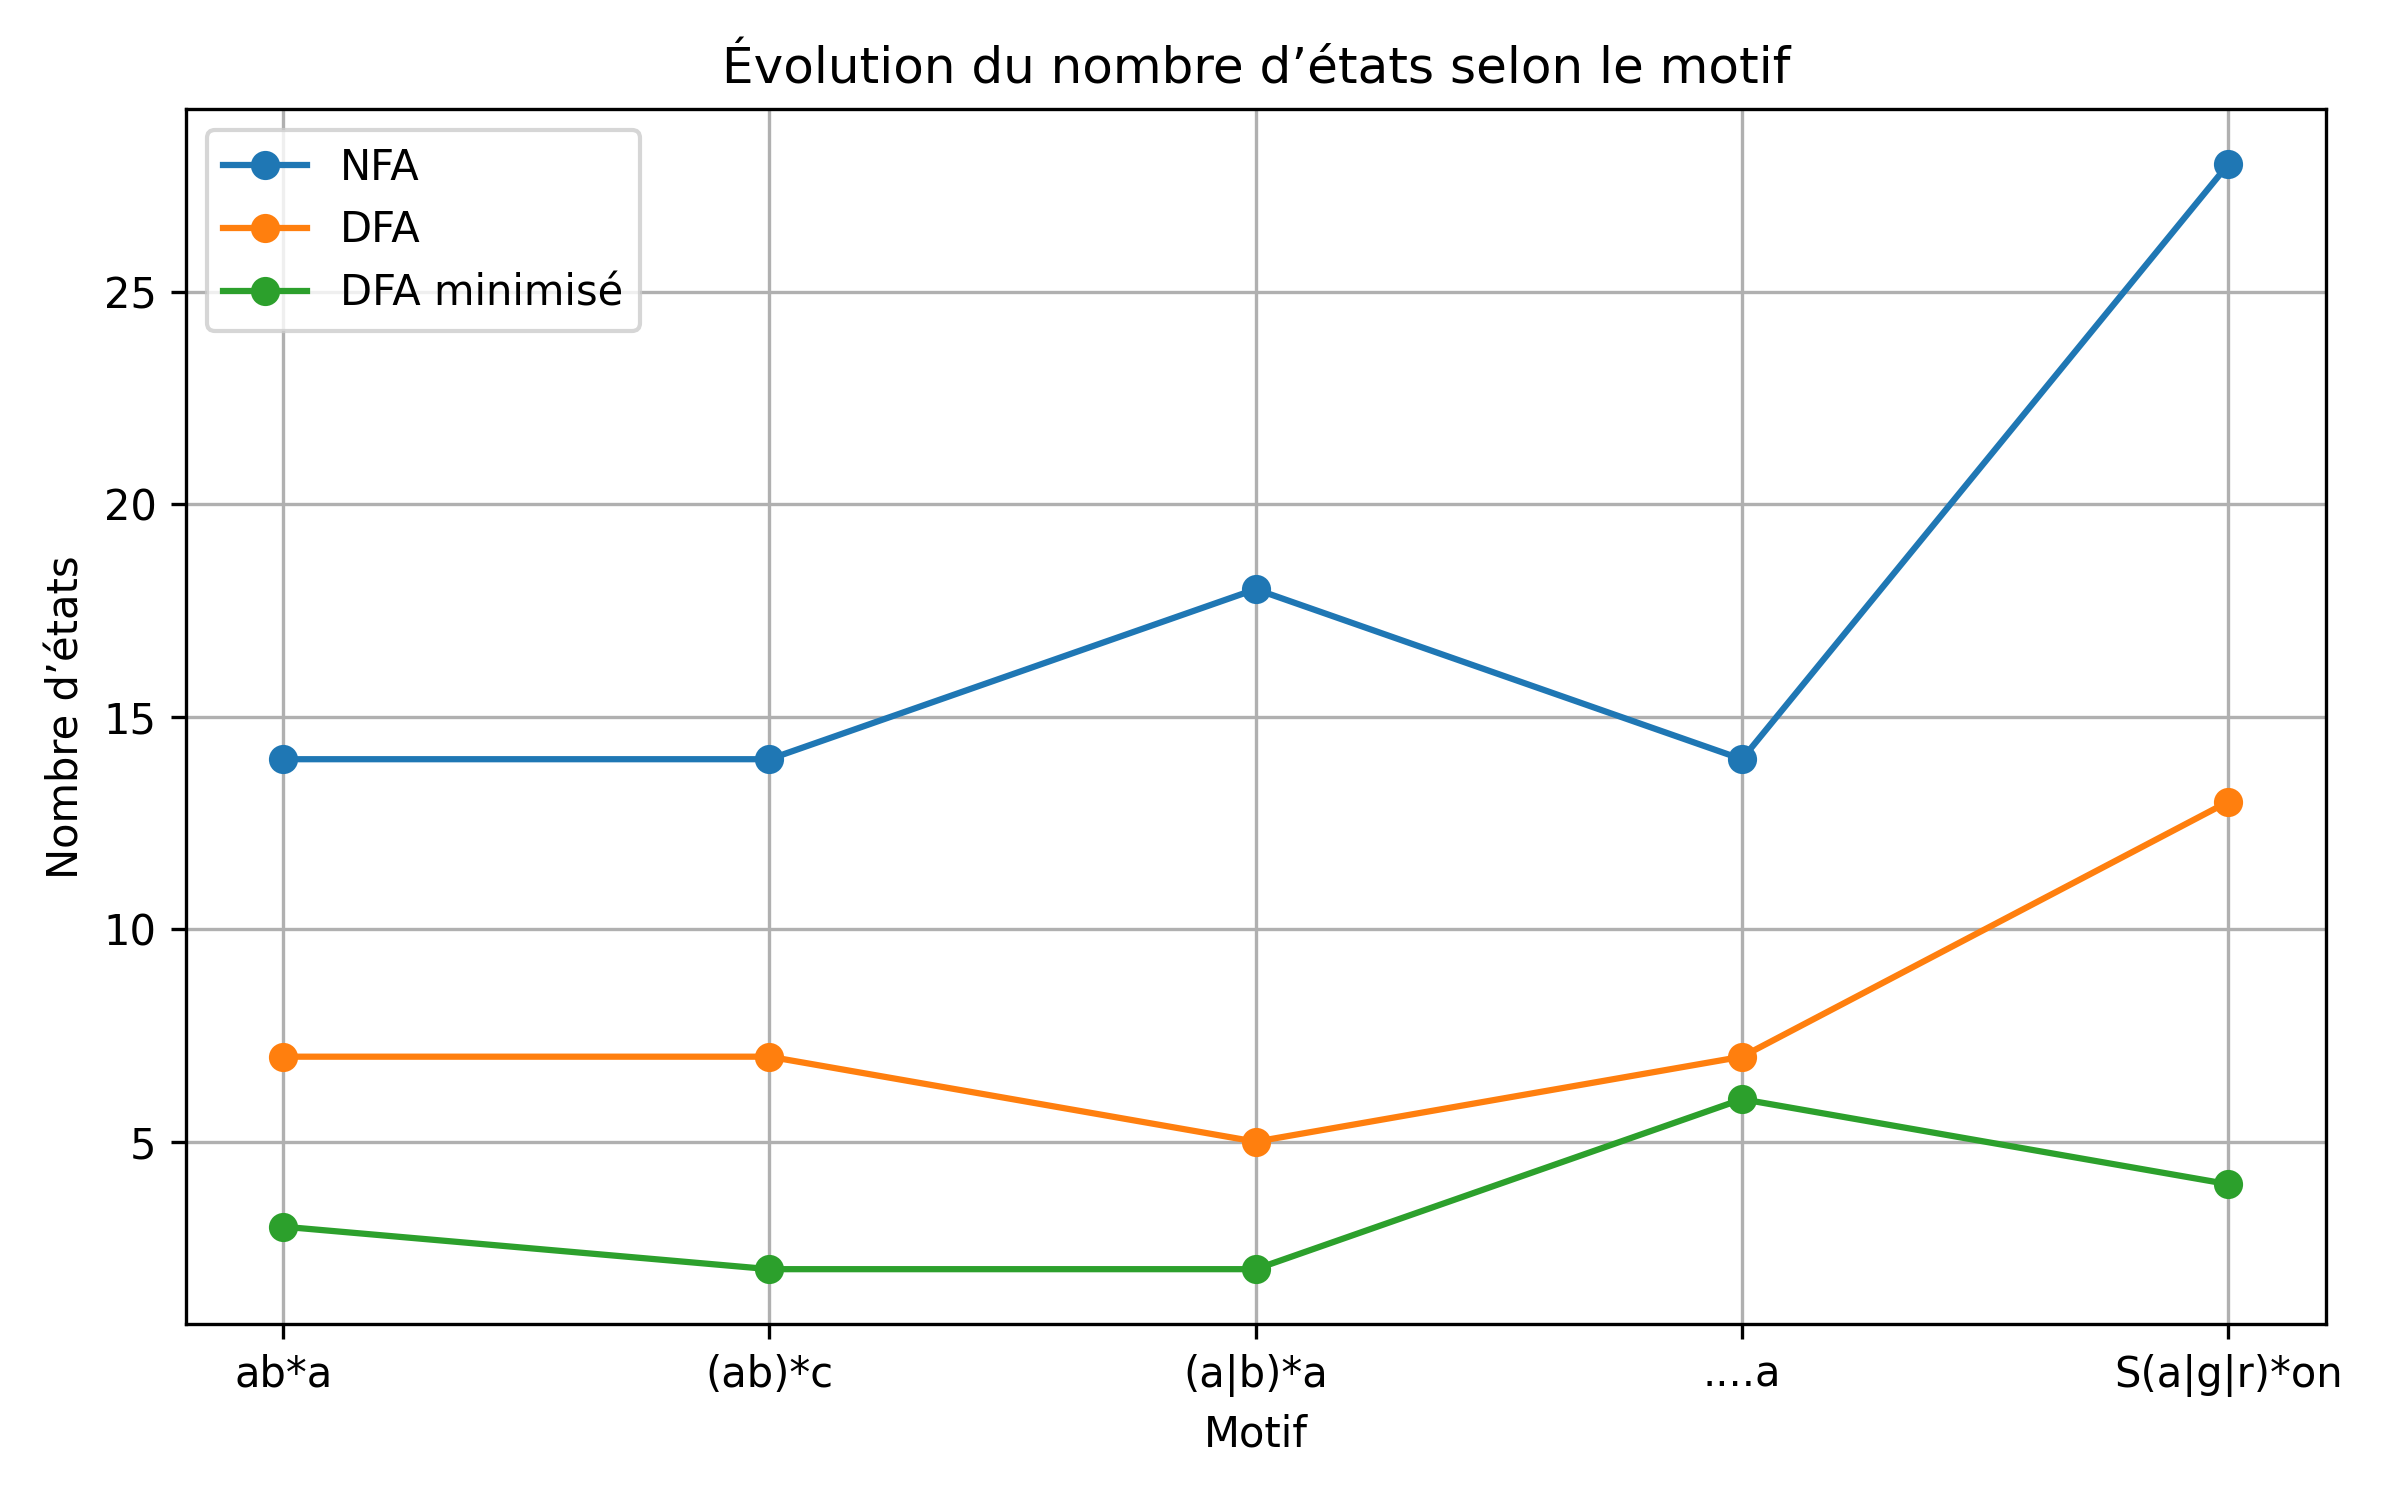 Évolution du nombre d’états selon le motif
NFA
DFA
DFA minimisé
Nombre d’états
25
20
15
10
5
ab*a
(ab)*c
(a|b)*a
....a
S(a|g|r)*on
Motif